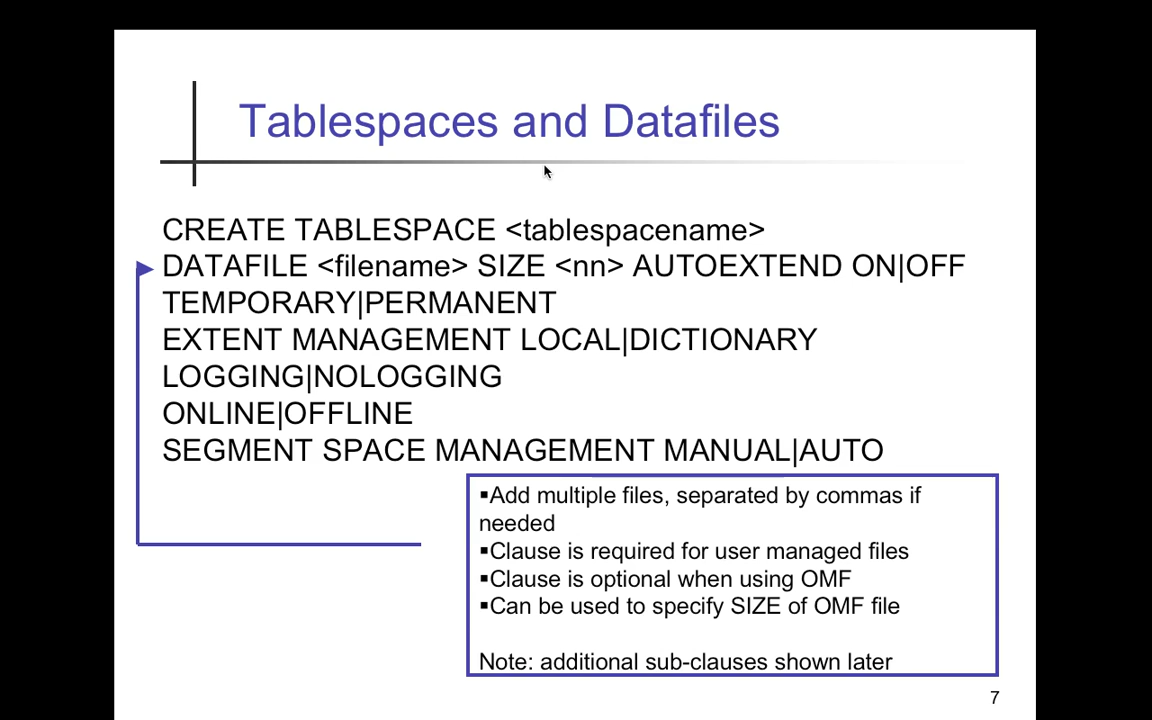 Tablespaces and Datafiles
CREATE TABLESPACE <tablespacename>
DATAFILE <filename> SIZE <nn> AUTOEXTEND ON|OFF
TEMPORARY|PERMANENT
EXTENT MANAGEMENT LOCAL|DICTIONARY
LOGGING|NOLOGGING
ONLINE|OFFLINE
SEGMENT SPACE MANAGEMENT MANUAL|AUTO
▪Add multiple files, separated by commas if
needed
▪Clause is required for user managed files
▪Clause is optional when using OMF
▪Can be used to specify SIZE of OMF file
Note: additional sub-clauses shown later
7